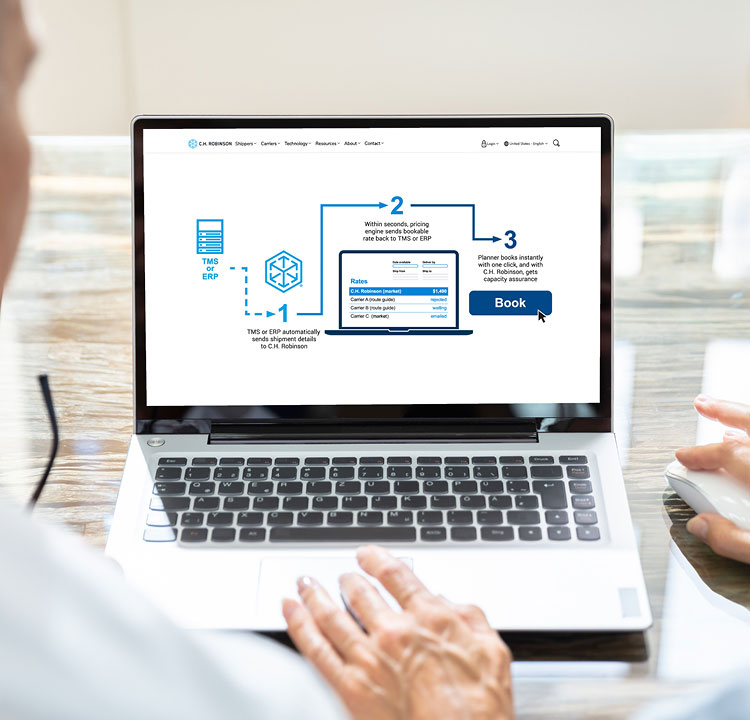 C.H. ROBINSON Shippers Carriers Technology Resources About Contact Login United States - English
TMS
or
ERP
1
TMS or ERP automatically
sends shipment details
to C.H. Robinson
2
Within seconds, pricing
engine sends bookable
rate back to TMS or ERP
Date Available Deliver by
Ship from Ship to
Rates
C.H. Robinson (market) $1,490
Carrier A (route guide) rejected
Carrier B (route guide) waiting
Carrier C (market) emailed
3
Planner books instantly
with one click, and with
C.H. Robinson, gets
capacity assurance
Book